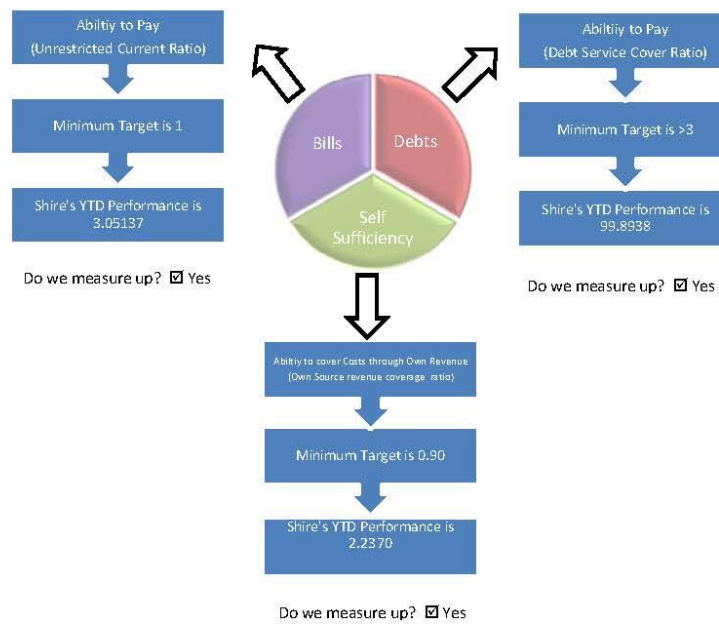 Abiltiy to Pay
(Unrestricted Current Ratio)
Minimum Target is 1
Shire's YTD Performance is
3.05137
Do we measure up? ☑ Yes
Bills
Debts
Self
Sufficiency
Abiltiiy to Pay
(Debt Service Cover Ratio)
Minimum Target is >3
Shire's YTD Performance is
99.8938
Do we measure up? ☑ Yes
Abiltiy to cover Costs through Own Revenue
(Own Source revenue coverage ratio)
Minimum Target is 0.90
Shire's YTD Performance is
2.2370
Do we measure up? ☑ Yes